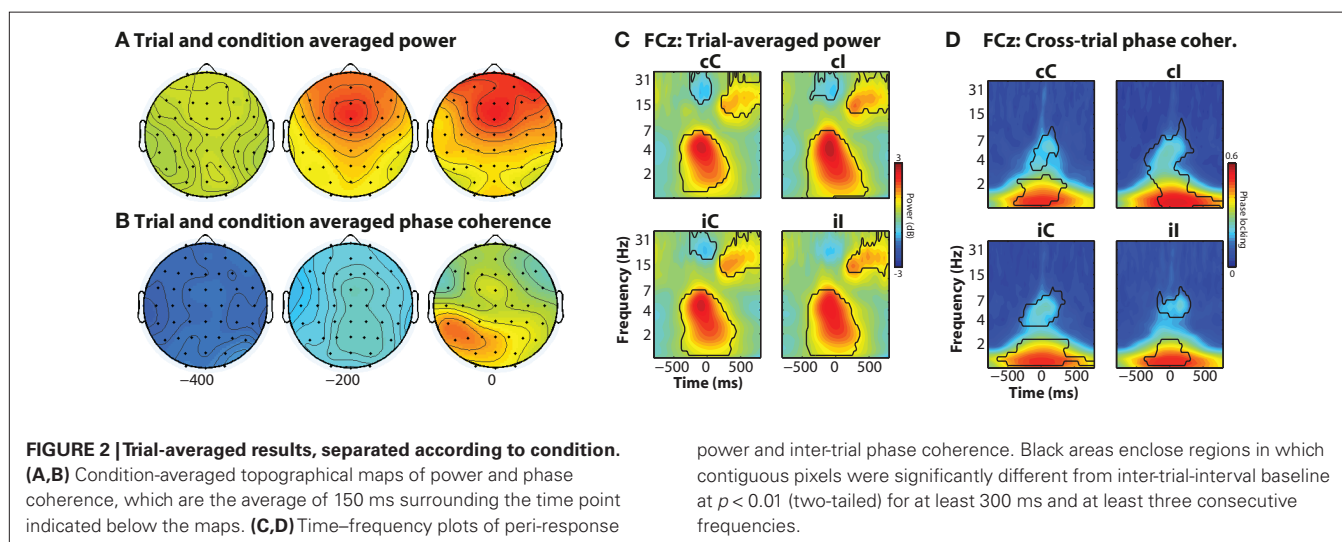 A Trial and condition averaged power
B Trial and condition averaged phase coherence
−400 −200 0
C FCz: Trial-averaged power
cC cI
31
15
7
4
2
iC iI
31
15
7
4
2
Frequency (Hz)
−500 0 500 −500 0 500
Time (ms)
3
Power (dB)
-3
D FCz: Cross-trial phase coher.
cC cI
31
15
7
4
2
iC iI
31
15
7
4
2
Frequency (Hz)
−500 0 500 −500 0 500
Time (ms)
0.6
Phase locking
0
FIGURE 2 | Trial-averaged results, separated according to condition.
(A,B) Condition-averaged topographical maps of power and phase
coherence, which are the average of 150 ms surrounding the time point
indicated below the maps. (C,D) Time–frequency plots of peri-response
power and inter-trial phase coherence. Black areas enclose regions in which
contiguous pixels were significantly different from inter-trial-interval baseline
at p < 0.01 (two-tailed) for at least 300 ms and at least three consecutive
frequencies.